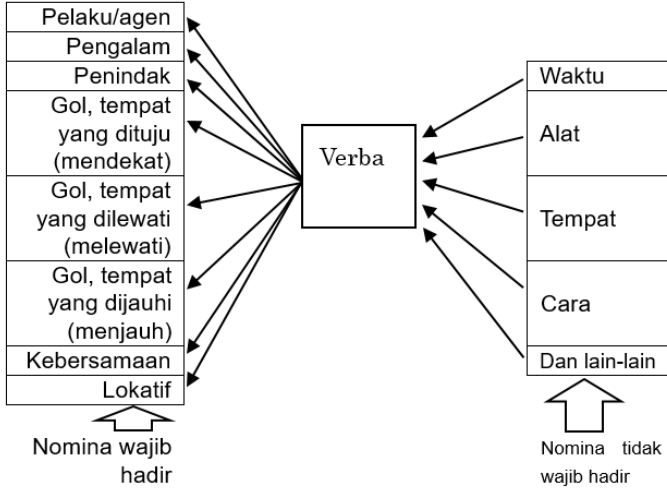 Pelaku/agen
Pengalam
Penindak
Gol, tempat
yang dituju
(mendekat)
Gol, tempat
yang dilewati
(melewati)
Gol, tempat
yang dijauhi
(menjauh)
Kebersamaan
Lokatif
Nomina wajib
hadir
Verba
Waktu
Alat
Tempat
Cara
Dan lain-lain
Nomina tidak
wajib hadir